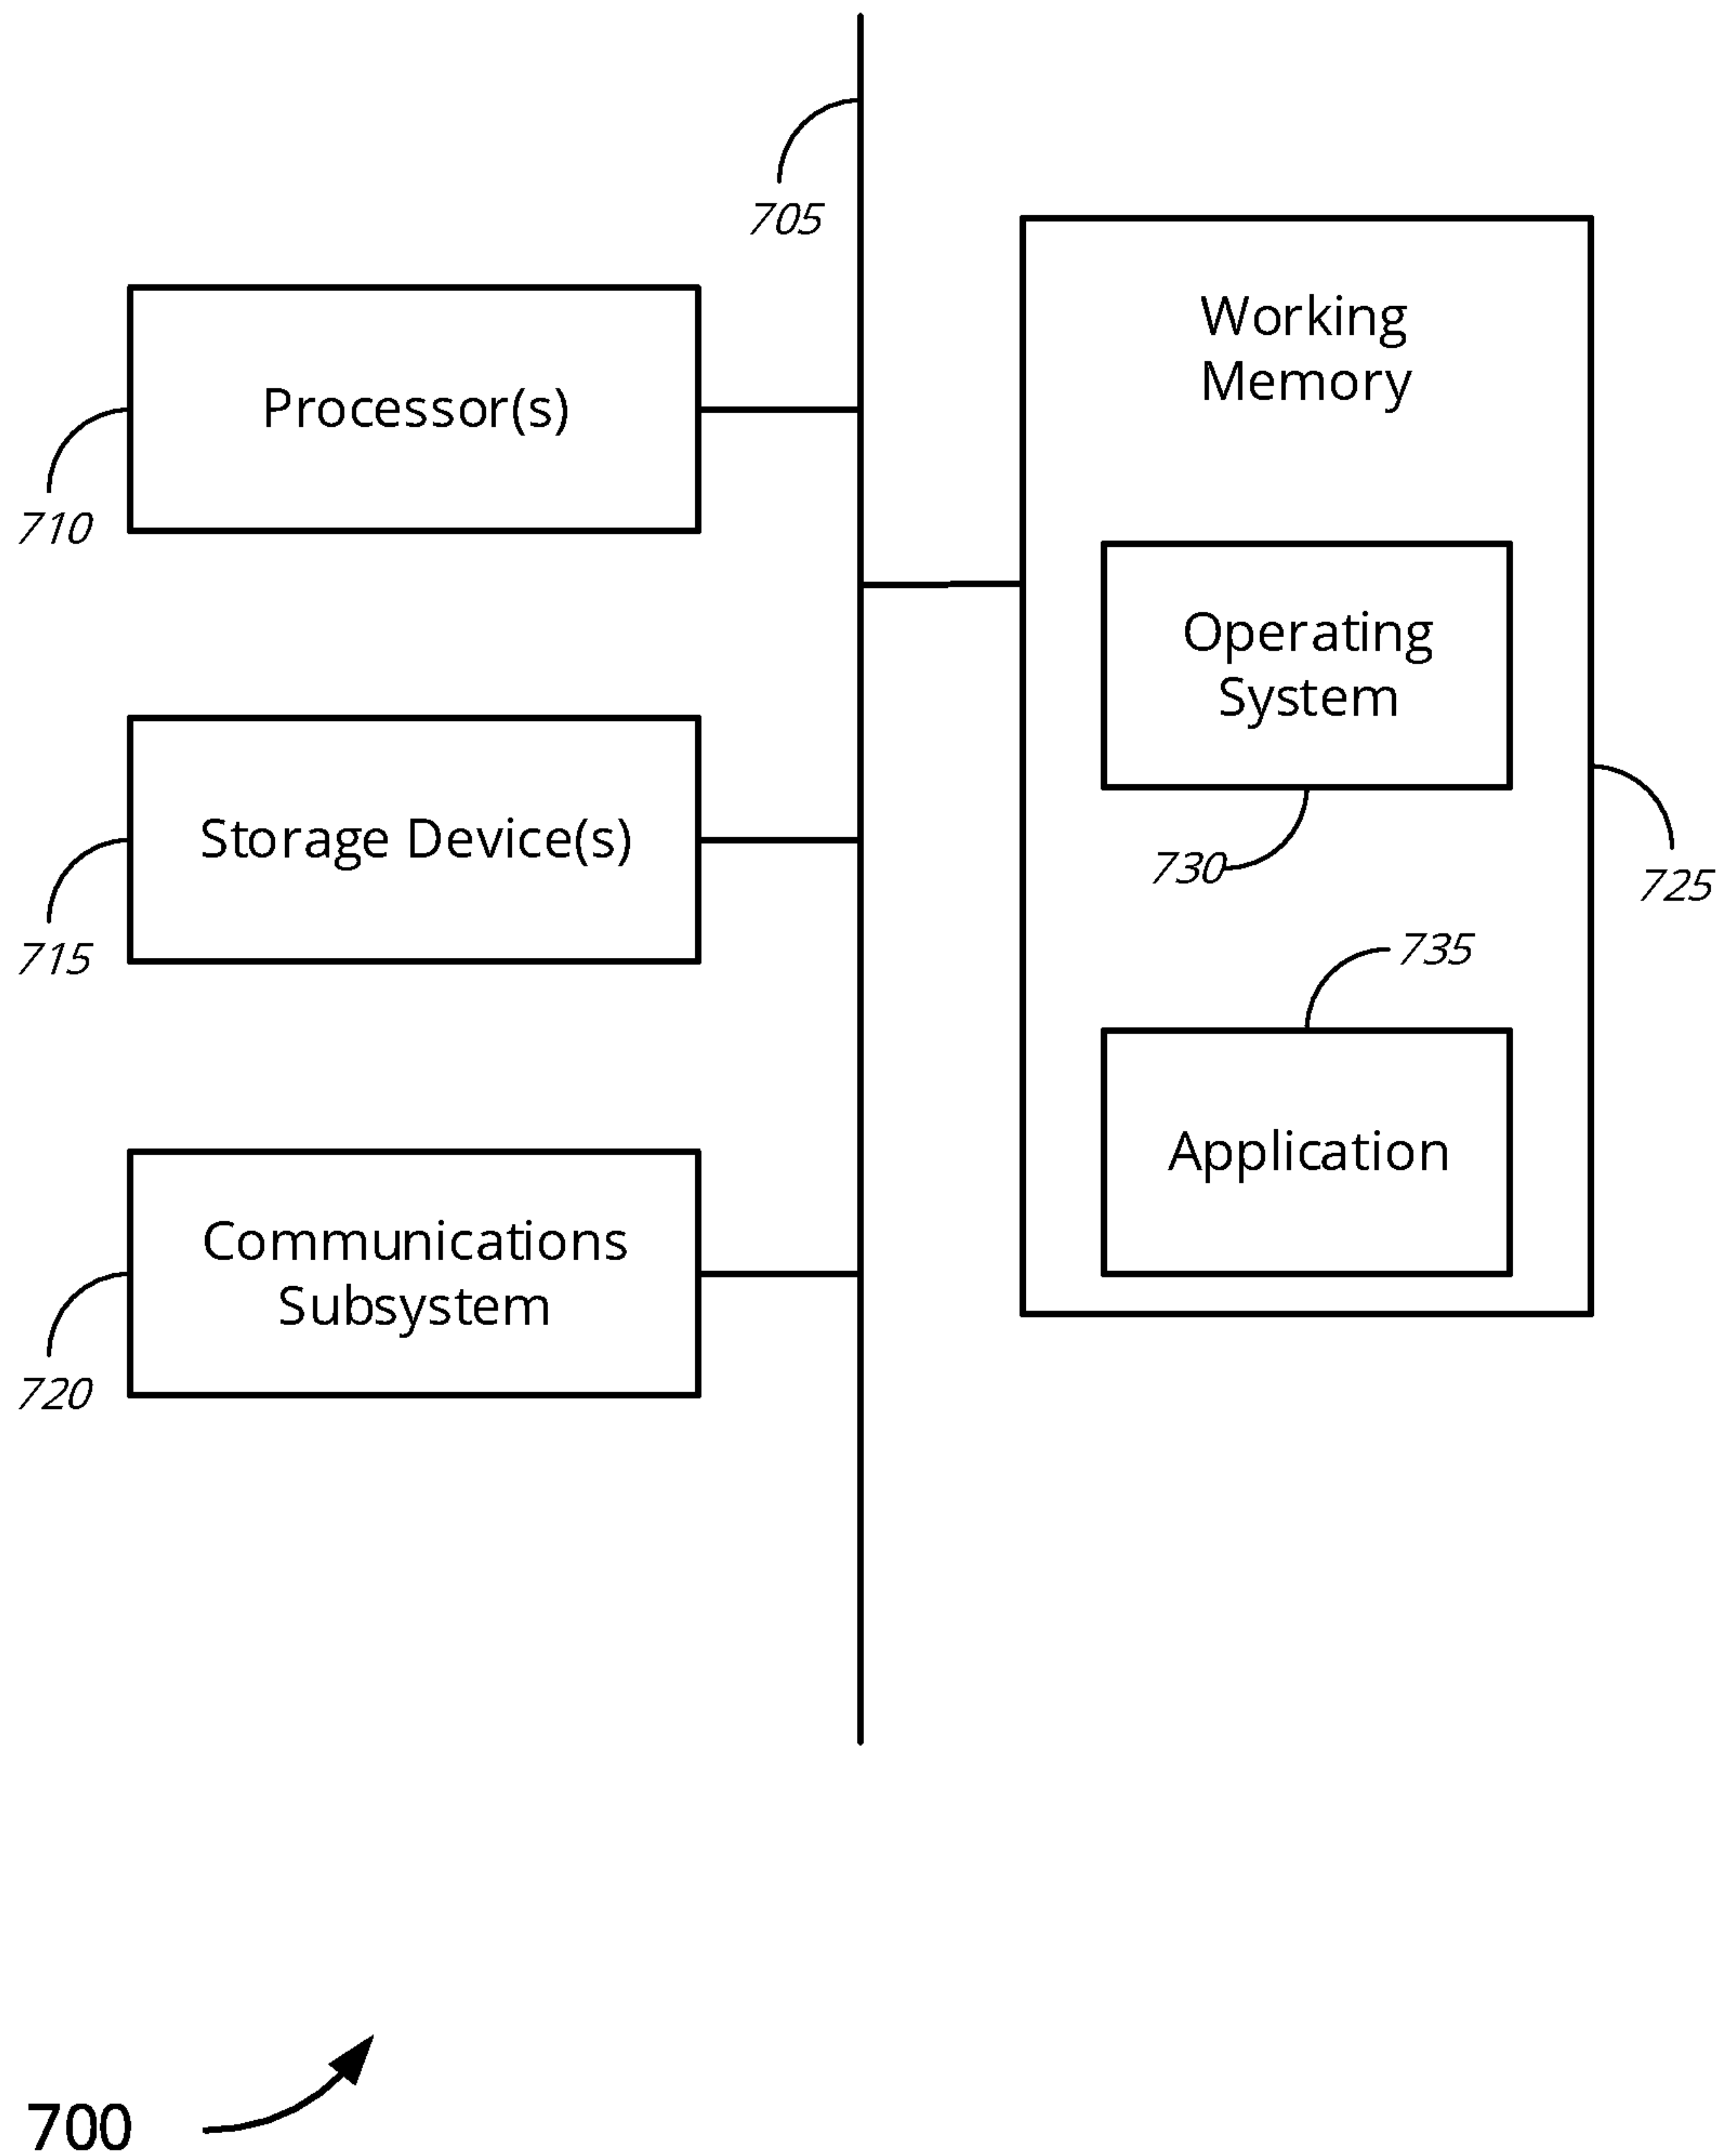 705
Processor(s)
710
Storage Device(s)
715
Communications
Subsystem
720
Working
Memory
Operating
System
730
725
735
Application
700